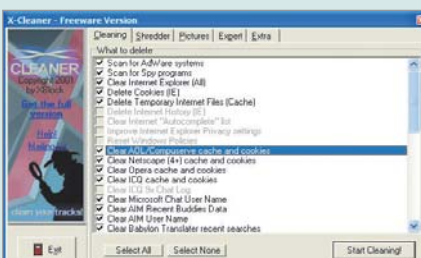 X-Cleaner - Freeware Version
Cleaning Shredder Pictures Expert Extra
What to delete
Scan for AdWare systems
Scan for Spy programs
Clear Internet Explorer (All)
Delete Cookies (IE)
Delete Temporary Internet Files (Cache)
Delete Internet History (IE)
Clear Internet "Autocomplete" list
Improve Internet Explorer Privacy settings
Reset Windows Policies
Clear AOL/Compuserve cache and cookies
Clear Netscape (4+) cache and cookies
Clear Opera cache and cookies
Clear ICQ cache and cookies
Clear ICQ 9x Chat Log
Clear Microsoft Chat User Name
Clear AIM Recent Buddies Data
Clear AIM User Name
Clear Babylon Translater recent searches
CLEANER
Copyright 2001
by XBlock
Get the full
version
Help!
clean your tracks!
Exit
Select All Select None Start Cleaning!